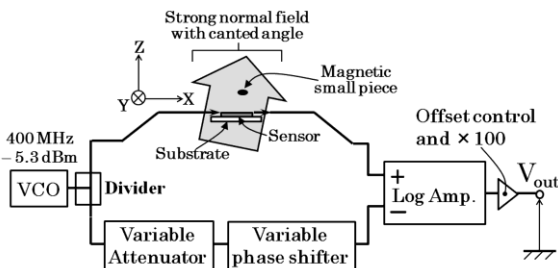 Strong normal field
with canted angle
Z
X
Y
Magnetic
small piece
Sensor
Substrate
Offset control
and × 100
400 MHz
− 5.3 dBm
VCO
Divider
+
−
Log Amp.
Vout
Variable
Attenuator
Variable
phase shifter